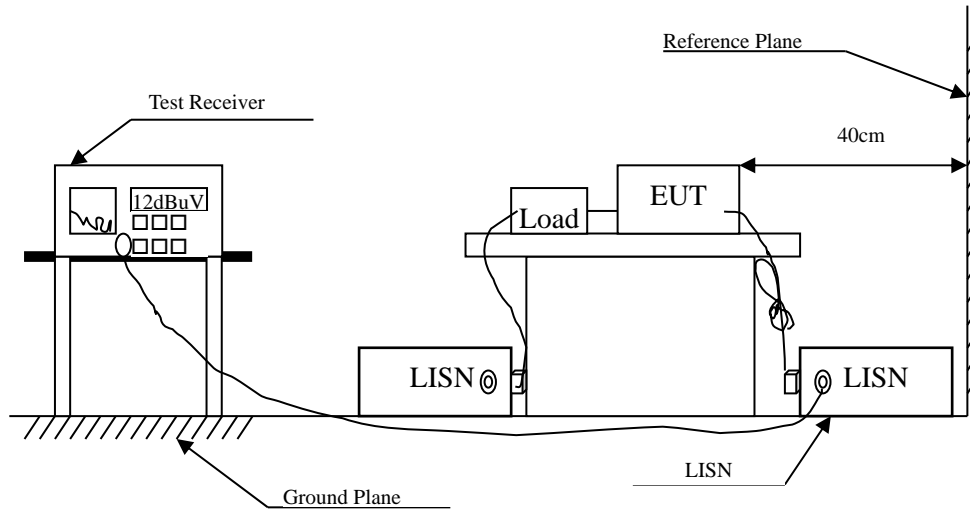 Reference Plane
Test Receiver
40cm
12dBuV
EUT
Load
LISN
LISN
LISN
Ground Plane